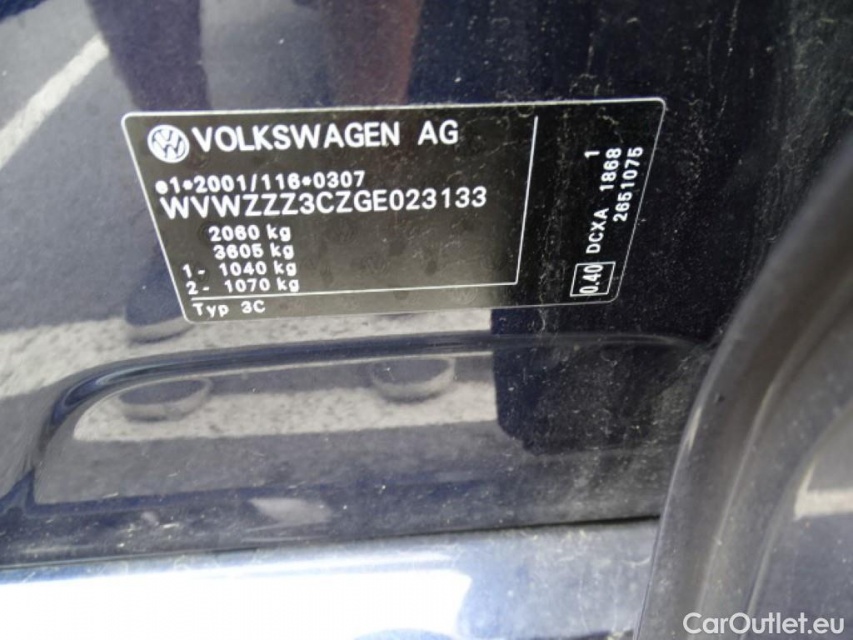 VOLKSWAGEN AG
e1*2001/116*0307
WVWZZZ3CZGE023133
2060 kg
3605 kg
1- 1040 kg
2- 1070 kg
Typ 3C
1
0.40 DCXA 1868
2651075
CarOutlet.eu